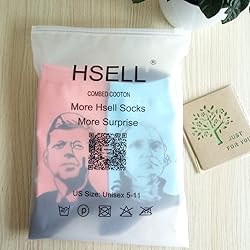 HSELL®
COMBED COOTON
More Hsell Socks
More Surprise
US Size: Unisex 5-11
JUST
FOR YOU